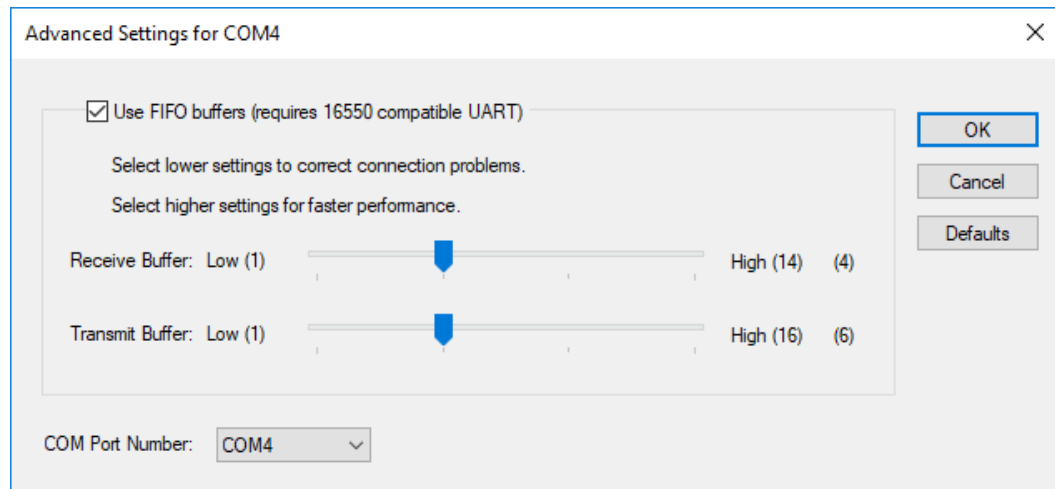 Advanced Settings for COM4
Use FIFO buffers (requires 16550 compatible UART)
OK
Select lower settings to correct connection problems.
Cancel
Select higher settings for faster performance.
Defaults
Receive Buffer: Low (1) High (14) (4)
Transmit Buffer: Low (1) High (16) (6)
COM Port Number: COM4